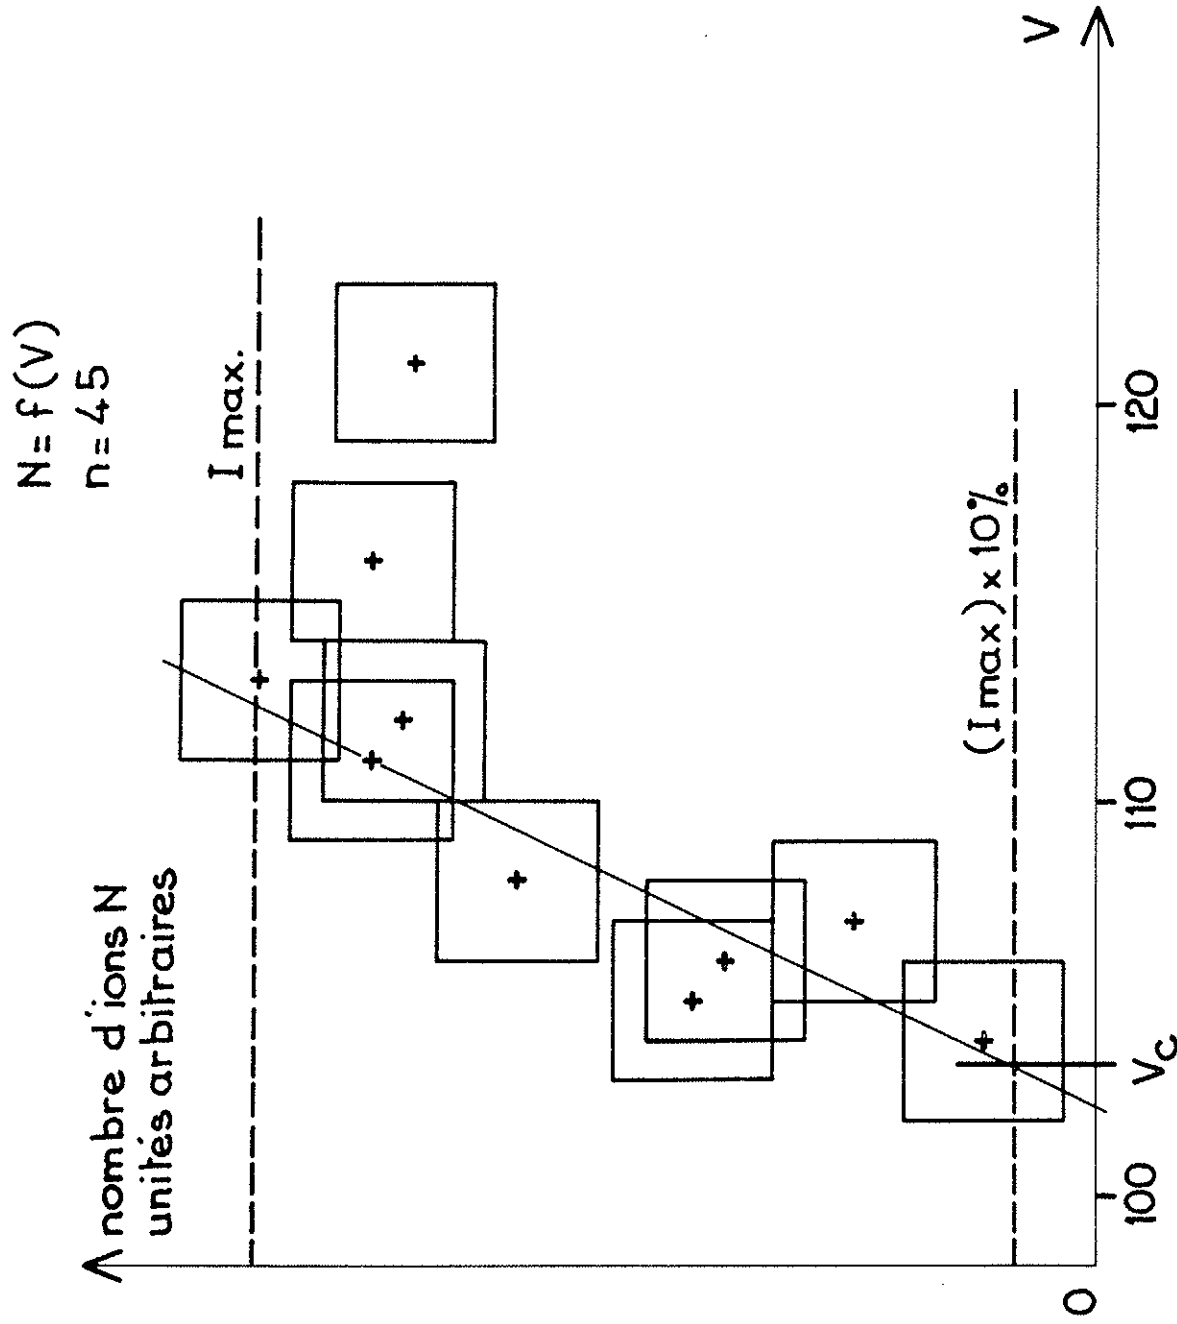 N = f(V)
n = 45
nombre d'ions N
unités arbitraires
I max.
(I max) x 10%
V
0
100
Vc
110
120